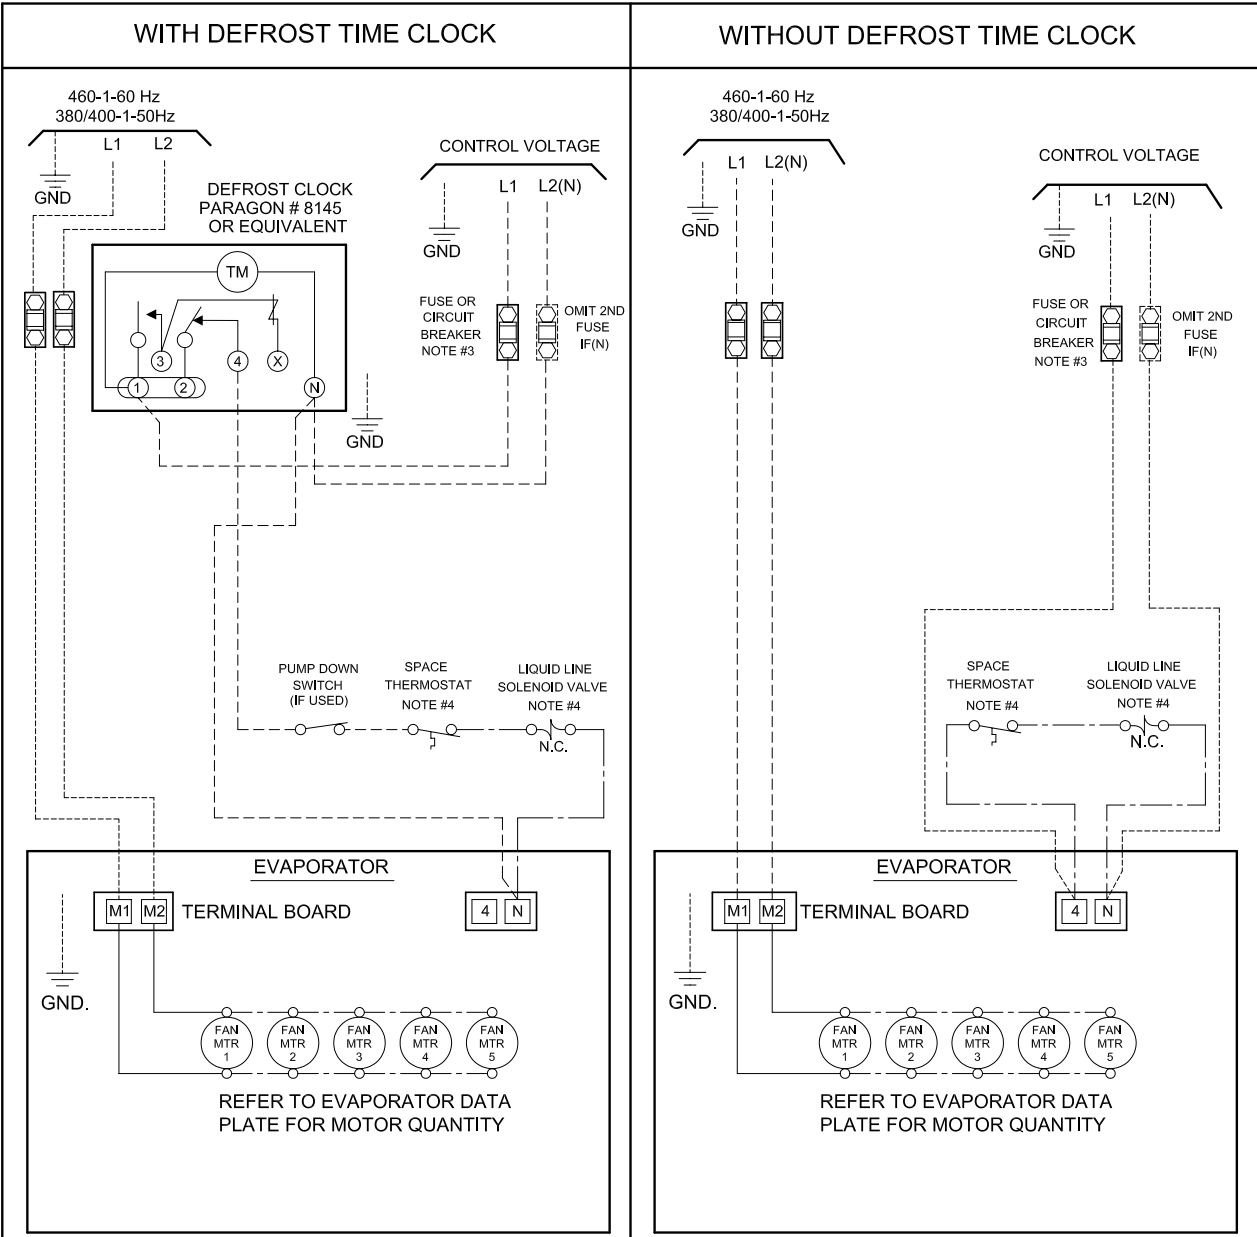 WITH DEFROST TIME CLOCK
460-1-60 Hz
380/400-1-50Hz
L1 L2
GND
DEFROST CLOCK
PARAGON # 8145
OR EQUIVALENT
TM
3 4 X
1 2 N
GND
CONTROL VOLTAGE
L1 L2(N)
GND
FUSE OR
CIRCUIT
BREAKER
NOTE #3
OMIT 2ND
FUSE
IF(N)
PUMP DOWN
SWITCH
(IF USED)
SPACE
THERMOSTAT
NOTE #4
LIQUID LINE
SOLENOID VALVE
NOTE #4
N.C.
EVAPORATOR
M1 M2 TERMINAL BOARD
4 N
GND.
FAN
MTR
1
FAN
MTR
2
FAN
MTR
3
FAN
MTR
4
FAN
MTR
5
REFER TO EVAPORATOR DATA
PLATE FOR MOTOR QUANTITY
WITHOUT DEFROST TIME CLOCK
460-1-60 Hz
380/400-1-50Hz
L1 L2(N)
GND
CONTROL VOLTAGE
L1 L2(N)
GND
FUSE OR
CIRCUIT
BREAKER
NOTE #3
OMIT 2ND
FUSE
IF(N)
SPACE
THERMOSTAT
NOTE #4
LIQUID LINE
SOLENOID VALVE
NOTE #4
N.C.
EVAPORATOR
M1 M2 TERMINAL BOARD
4 N
GND.
FAN
MTR
1
FAN
MTR
2
FAN
MTR
3
FAN
MTR
4
FAN
MTR
5
REFER TO EVAPORATOR DATA
PLATE FOR MOTOR QUANTITY